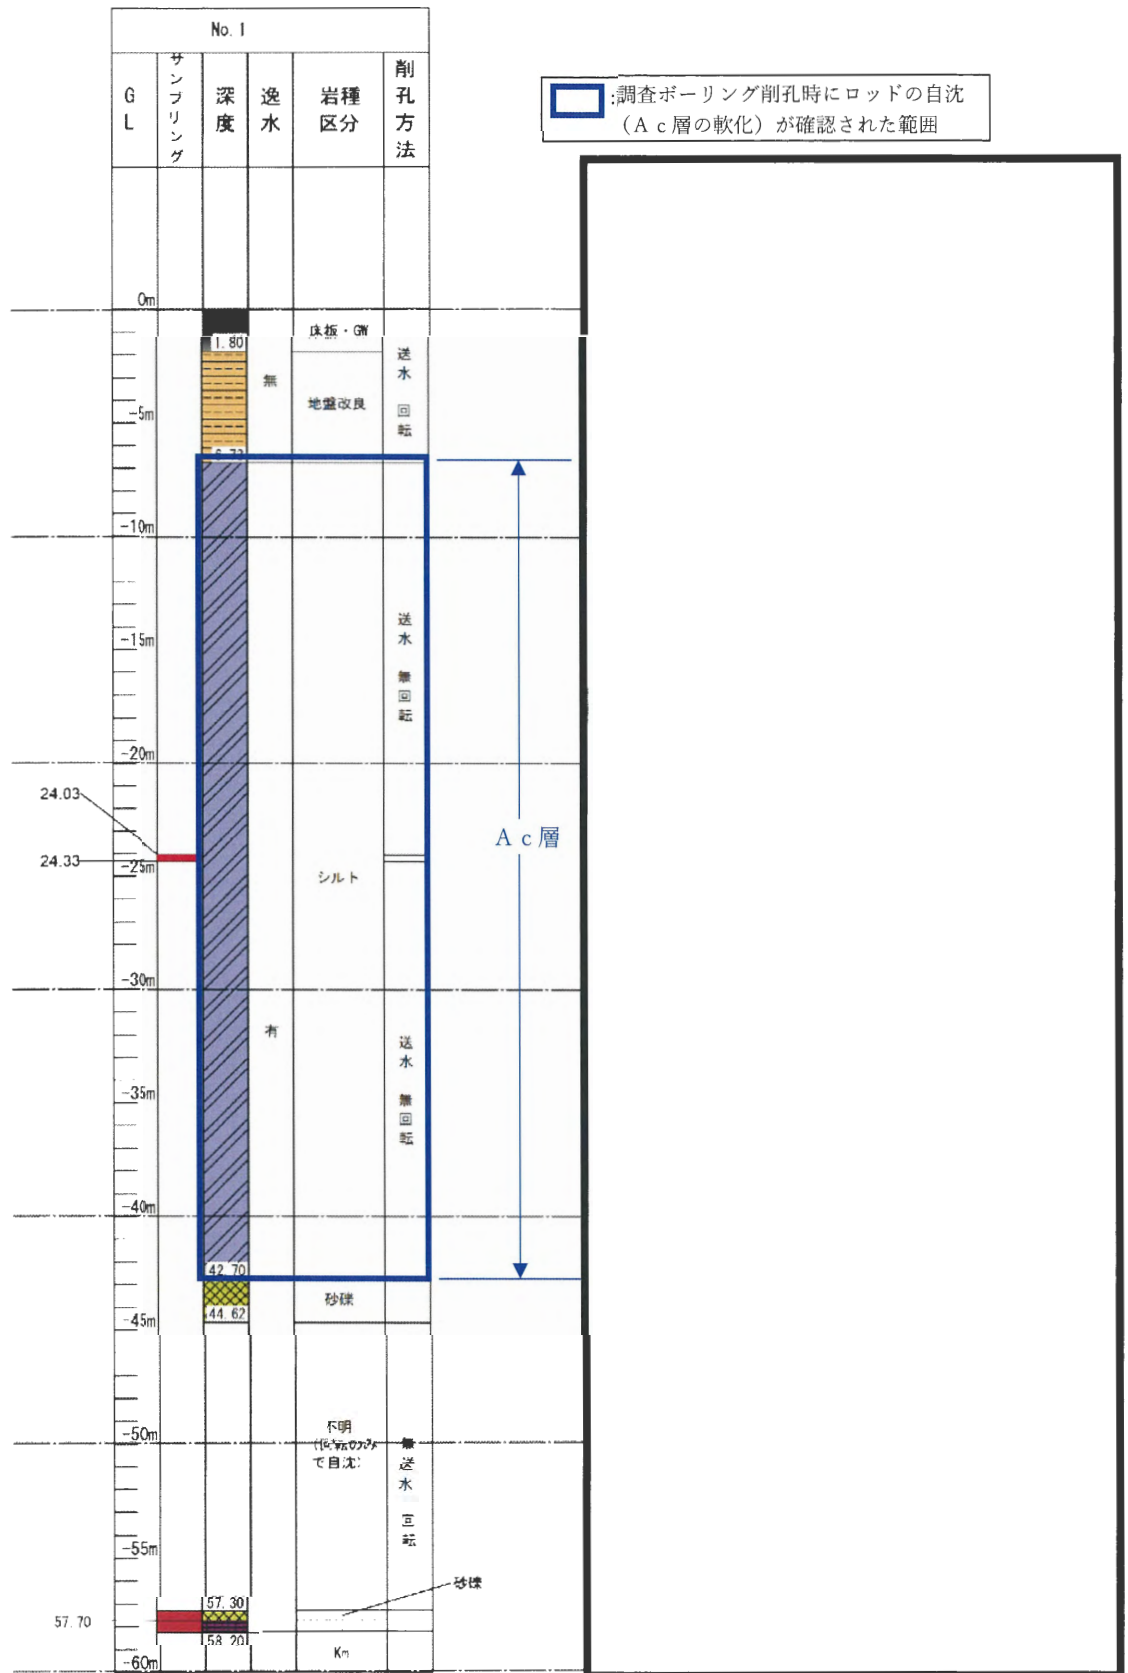 No. 1
GL
サンプリング
深度
逸水
岩種
区分
削孔方法
:調査ボーリング削孔時にロッドの自沈
(Ac層の軟化)が確認された範囲
0m
床板・GW
1.80
送水 回転
無
地盤改良
-5m
-10m
送水 無回転
-15m
-20m
24.03
Ac層
24.33
-25m
シルト
-30m
有
送水 無回転
-35m
-40m
42.70
砂礫
44.62
-45m
不明
(回転のみ
で自沈)
-50m
無送水 回転
-55m
砂礫
57.30
57.70
58.20
Km
-60m